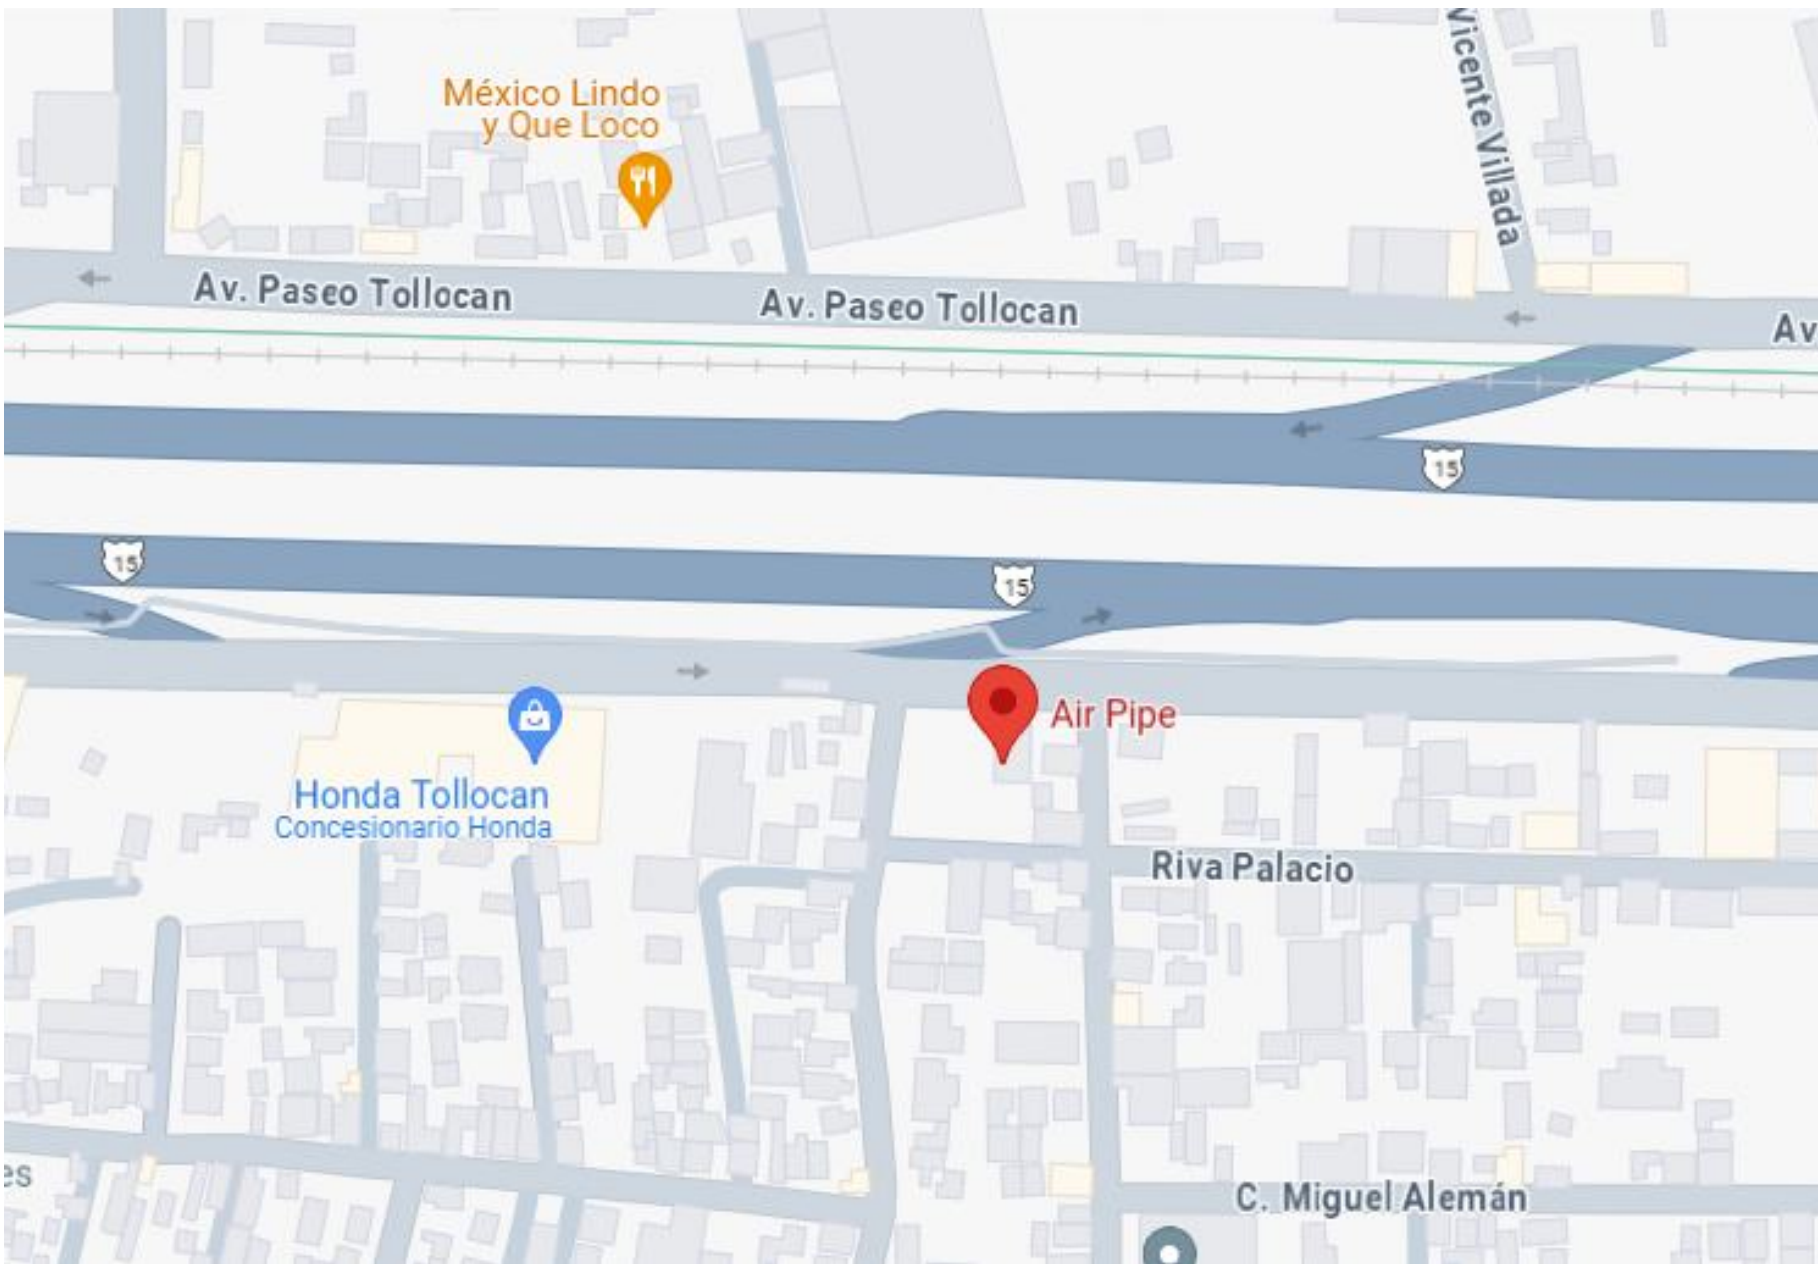 Vicente Villada
México Lindo
y Que Loco
Av. Paseo Tollocan
Av. Paseo Tollocan
Av
15
15
15
Air Pipe
Honda Tollocan
Concesionario Honda
Riva Palacio
es
C. Miguel Alemán